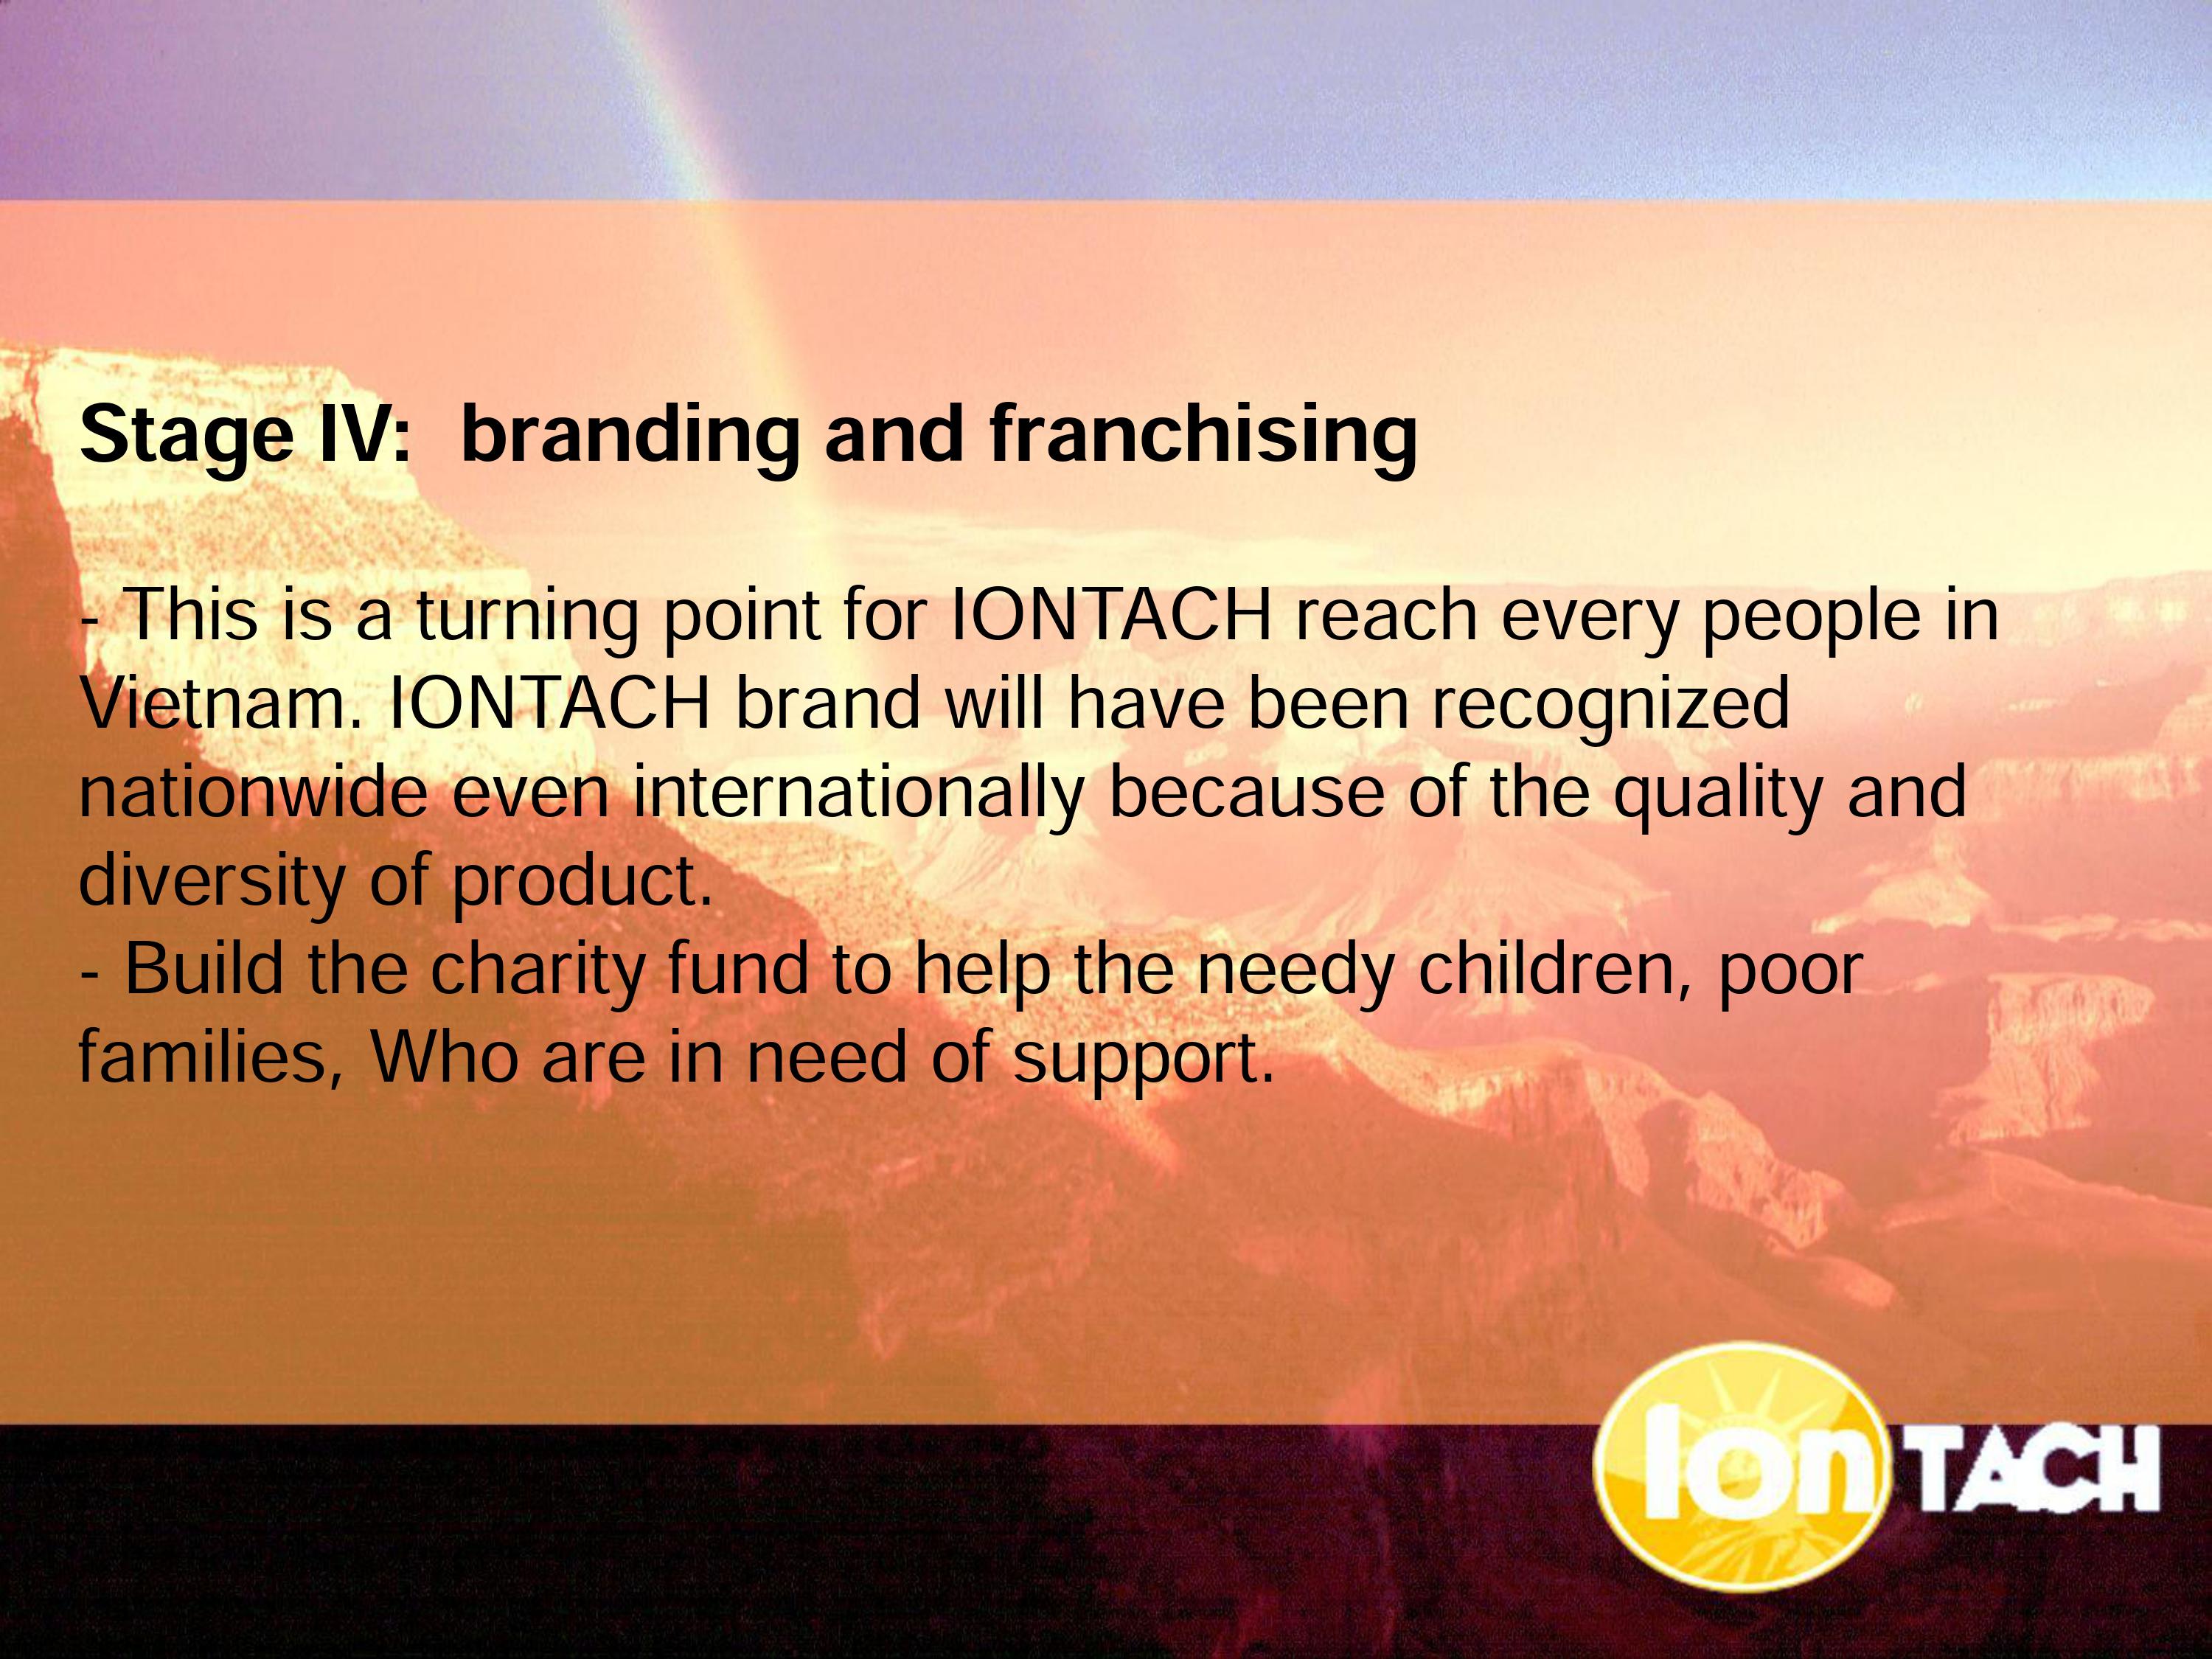 Stage IV:  branding and franchising
- This is a turning point for IONTACH reach every people in
Vietnam. IONTACH brand will have been recognized
nationwide even internationally because of the quality and
diversity of product.
- Build the charity fund to help the needy children, poor
families, Who are in need of support.
Ion TACH